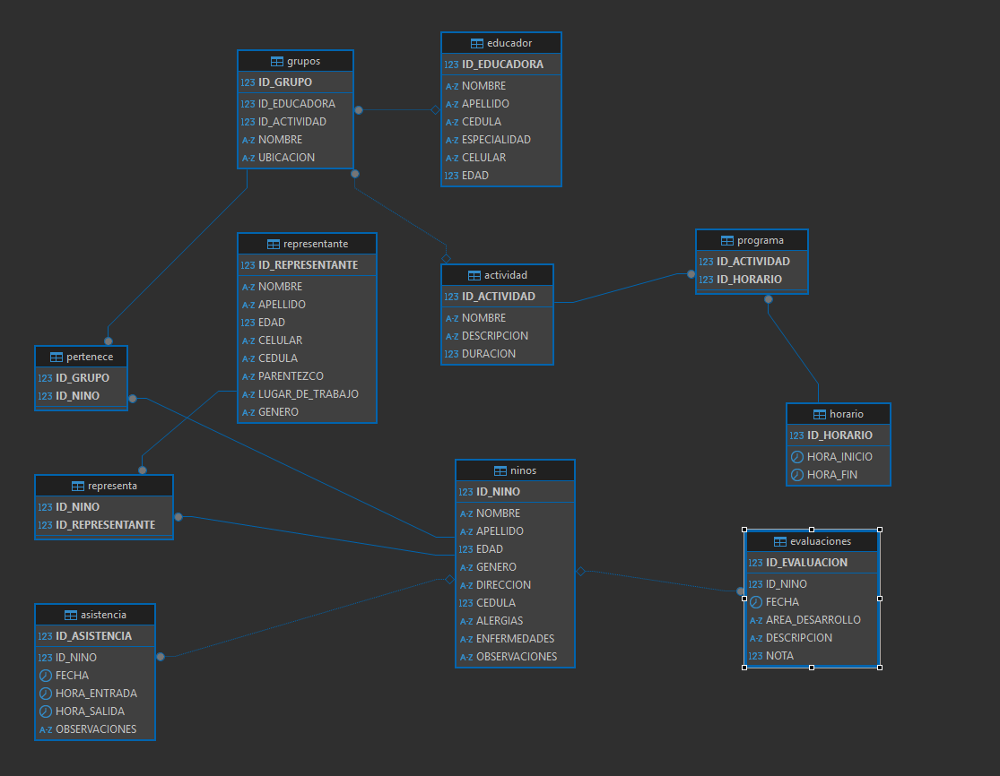 grupos
123 ID_GRUPO
123 ID_EDUCADORA
123 ID_ACTIVIDAD
A-Z NOMBRE
A-Z UBICACION
educador
123 ID_EDUCADORA
A-Z NOMBRE
A-Z APELLIDO
A-Z CEDULA
A-Z ESPECIALIDAD
A-Z CELULAR
123 EDAD
representante
123 ID_REPRESENTANTE
A-Z NOMBRE
A-Z APELLIDO
123 EDAD
A-Z CELULAR
A-Z CEDULA
A-Z PARENTEZCO
A-Z LUGAR_DE_TRABAJO
A-Z GENERO
actividad
123 ID_ACTIVIDAD
A-Z NOMBRE
A-Z DESCRIPCION
123 DURACION
programa
123 ID_ACTIVIDAD
123 ID_HORARIO
pertenece
123 ID_GRUPO
123 ID_NINO
horario
123 ID_HORARIO
HORA_INICIO
HORA_FIN
representa
123 ID_NINO
123 ID_REPRESENTANTE
ninos
123 ID_NINO
A-Z NOMBRE
A-Z APELLIDO
123 EDAD
A-Z GENERO
A-Z DIRECCION
123 CEDULA
A-Z ALERGIAS
A-Z ENFERMEDADES
A-Z OBSERVACIONES
evaluaciones
123 ID_EVALUACION
123 ID_NINO
FECHA
A-Z AREA_DESARROLLO
A-Z DESCRIPCION
123 NOTA
asistencia
123 ID_ASISTENCIA
123 ID_NINO
FECHA
HORA_ENTRADA
HORA_SALIDA
A-Z OBSERVACIONES